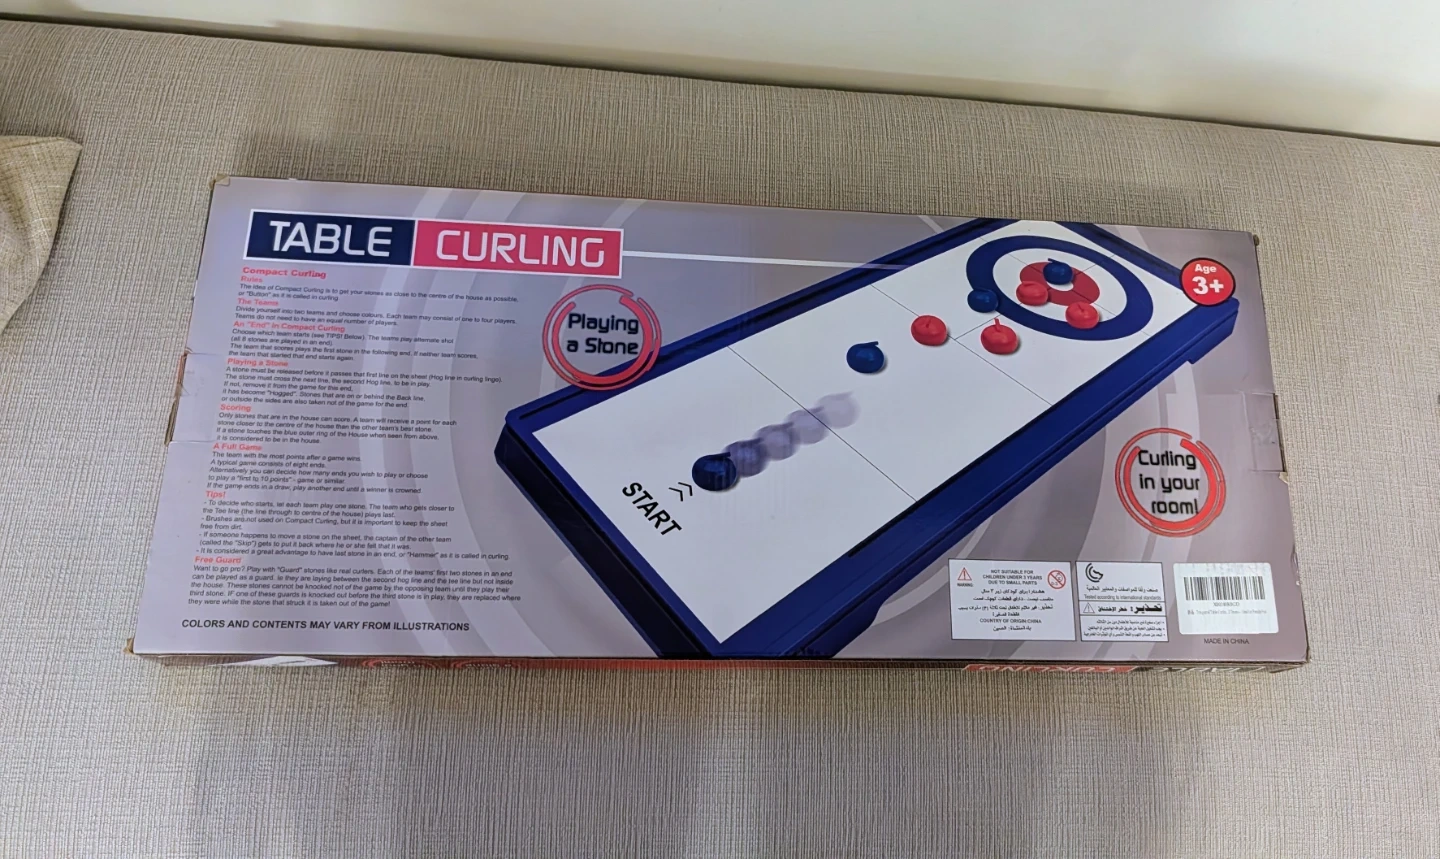 TABLE CURLING
Compact Curling
Rules
The idea of Compact Curling is to get your stones as close to the centre of the house as possible,
or "Button" as it is called in curling.
The Teams
Divide yourself into two teams and choose colours. Each team may consist of one to four players.
Teams do not need to have an equal number of players.
An "End" in Compact Curling
Choose which team starts (see TIPS! Below). The teams play alternate shot
(all 8 stones are played in an end).
The team that scores plays the first stone in the following end. It neither team scores,
the team that started that end starts again.
Playing a Stone
A stone must be released before it passes that first line on the sheet (Hog line in curling lingo).
The stone must cross the next line, the second Hog line, to be in play.
If not, remove it from the game for this end,
it has become "Hogged". Stones that are on or behind the Back line,
or outside the sides are also taken out of the game for the end.
Scoring
Only stones that are in the house can score. A team will receive a point for each
stone closer to the centre of the house than the other team's best stone.
If a stone touches the blue outer ring of the House when seen from above,
it is considered to be in the house.
A Full Game
The team with the most points after a game wins.
A typical game consists of eight ends.
Alternatively you can decide how many ends you wish to play or choose
to play a "first to 10 points" - game or similar.
If the game ends in a draw, play another end until a winner is crowned.
Tips!
- To decide who starts, an each team play one stone. The team who gets closer to
the Tee line (the line through to centre of the house) plays last.
- Brushes are not used on Compact Curling, but it is important to keep the sheet
free from dirt.
- If someone happens to move a stone on the sheet, the captain of the other team
(called the "Skip") gets to put it back where he or she felt that it was.
- It is considered a great advantage to have last stone in an end, or "Hammer" as it is called in curling
Free Guard
Want to go pro? Play with "Guard" stones like real curlers. Each of the teams' first two stones in an end
can be played as a guard. ie they are laying between the second hog line and the tee line but not inside
the house. These stones cannot be knocked out of the game by the opposing team until they play their
third stone. IF one of these guards is knocked out before the third stone is in play, they are replaced where
they were while the stone that struck it is taken out of the game!
COLORS AND CONTENTS MAY VARY FROM ILLUSTRATIONS
Playing
a Stone
START
Age
3+
Curling
in your
room!
WARNING
NOT SUITABLE FOR
CHILDREN UNDER 3 YEARS
DUE TO SMALL PARTS
COUNTRY OF ORIGIN:CHINA
بلد المنشأ: الصين
صنعت وفقا للمواصفات والمعايير العالمية
Tested according to international standards
تحذير: خطر الإختناق
MADE IN CHINA
CURLING